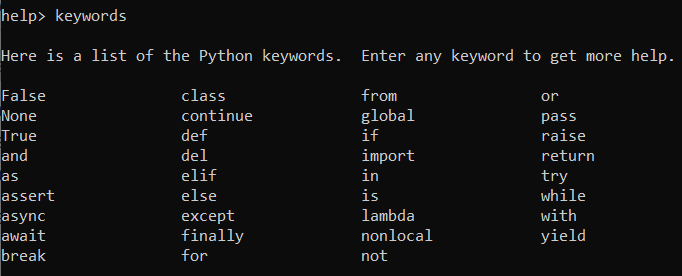 help> keywords
Here is a list of the Python keywords.  Enter any keyword to get more help.
False               class               from                or
None                continue            global              pass
True                def                 if                  raise
and                 del                 import              return
as                  elif                in                  try
assert              else                is                  while
async               except              lambda              with
await               finally             nonlocal            yield
break               for                 not